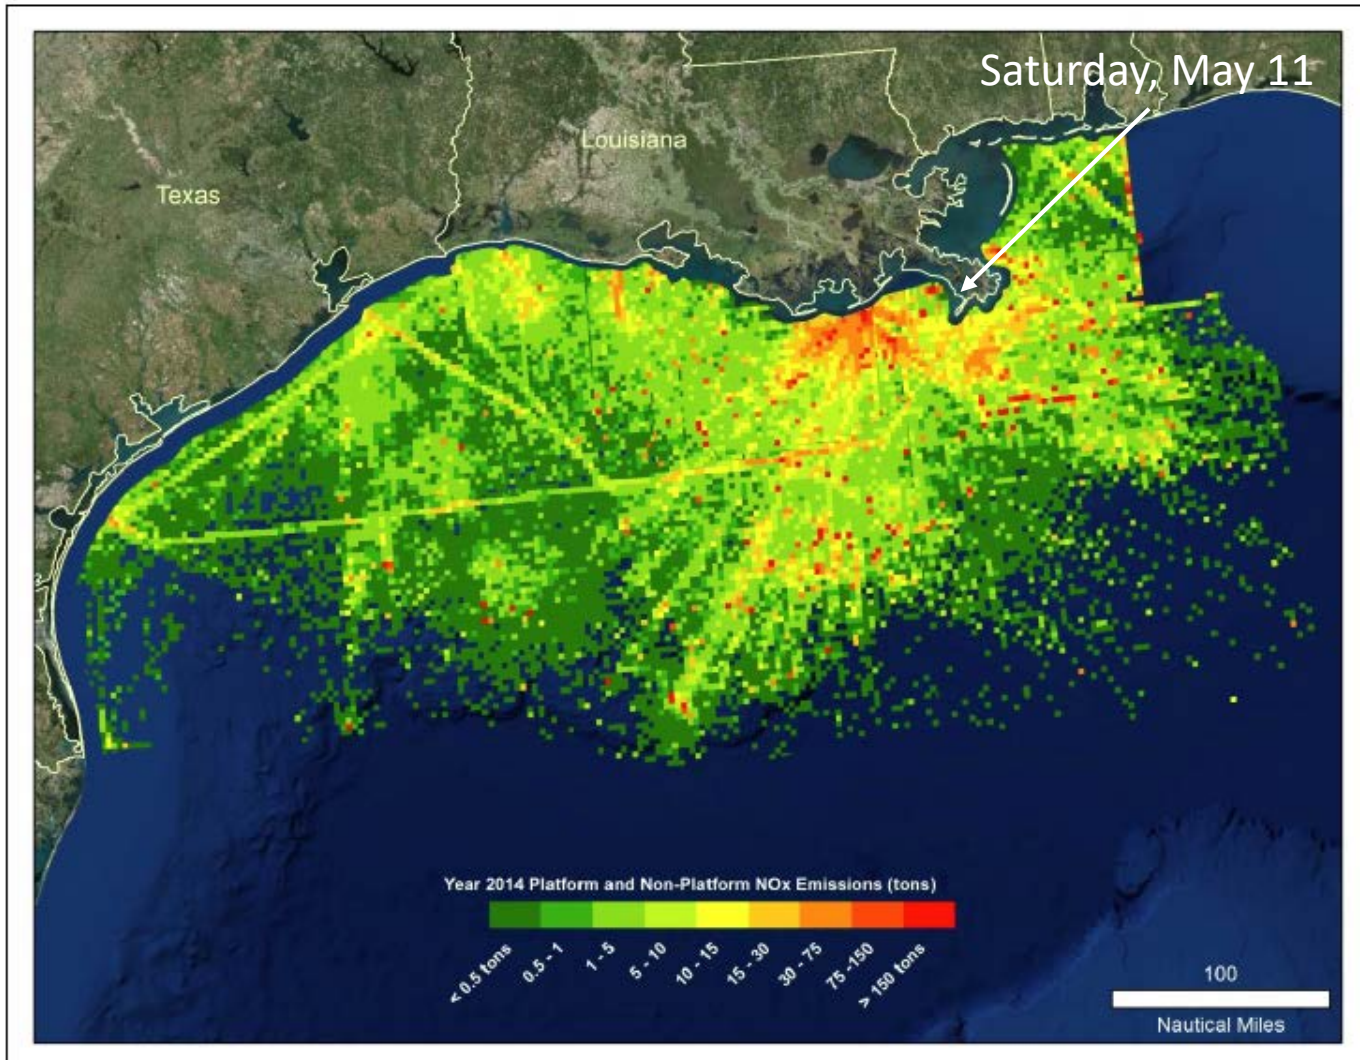 Saturday, May 11
Louisiana
Texas
Year 2014 Platform and Non-Platform NOx Emissions (tons)
< 0.5 tons
0.5 - 1
1 - 5
5 - 10
10 - 15
15 - 30
30 - 75
75 -150
> 150 tons
100
Nautical Miles